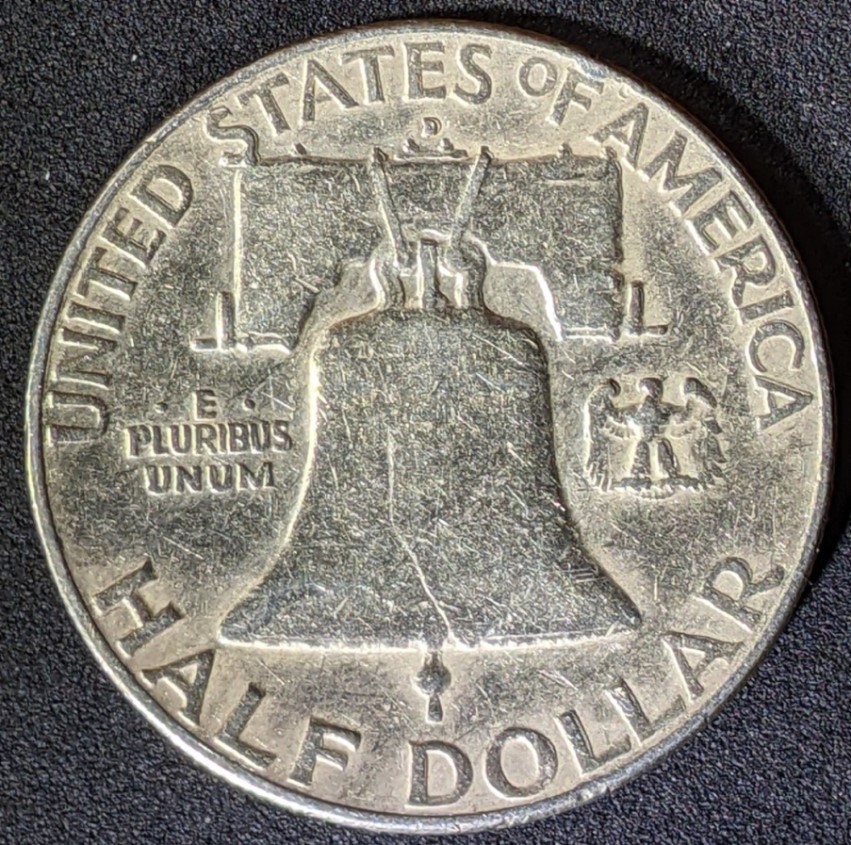 UNITED STATES OF AMERICA
D
· E ·
PLURIBUS
UNUM
HALF DOLLAR